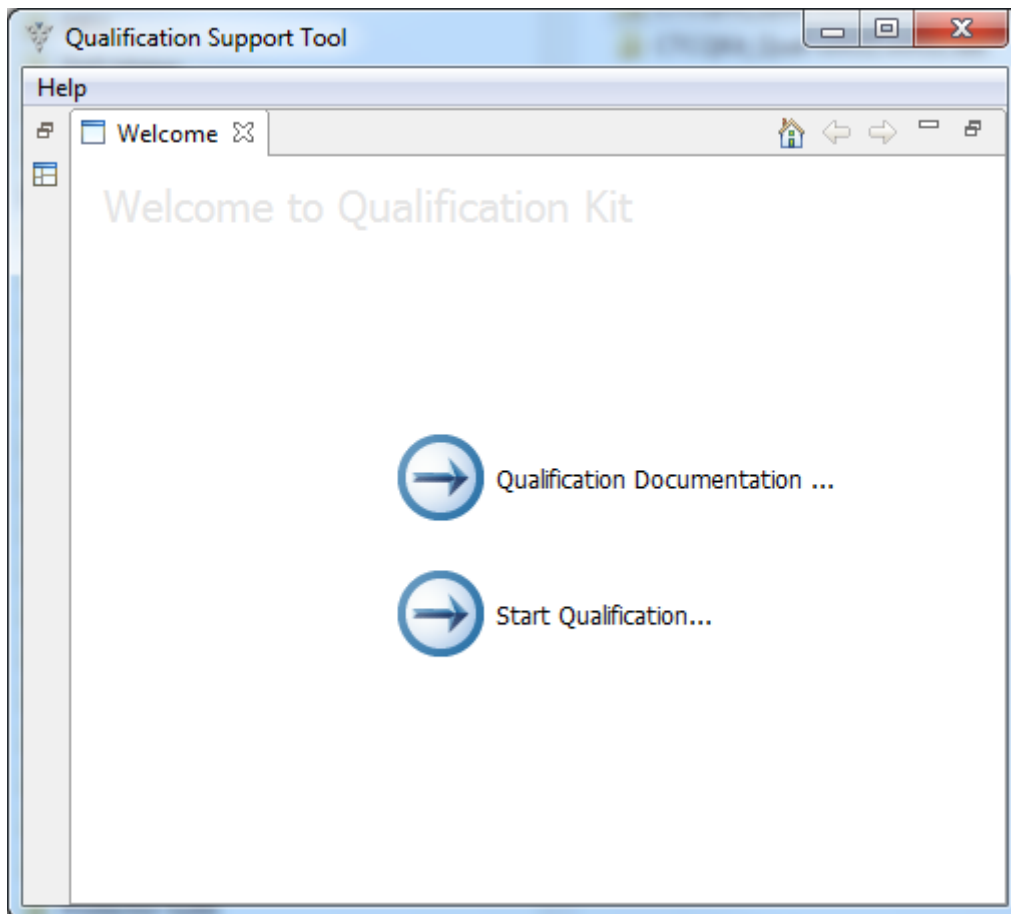 Qualification Support Tool
Help
Welcome
Welcome to Qualification Kit
Qualification Documentation ...
Start Qualification...